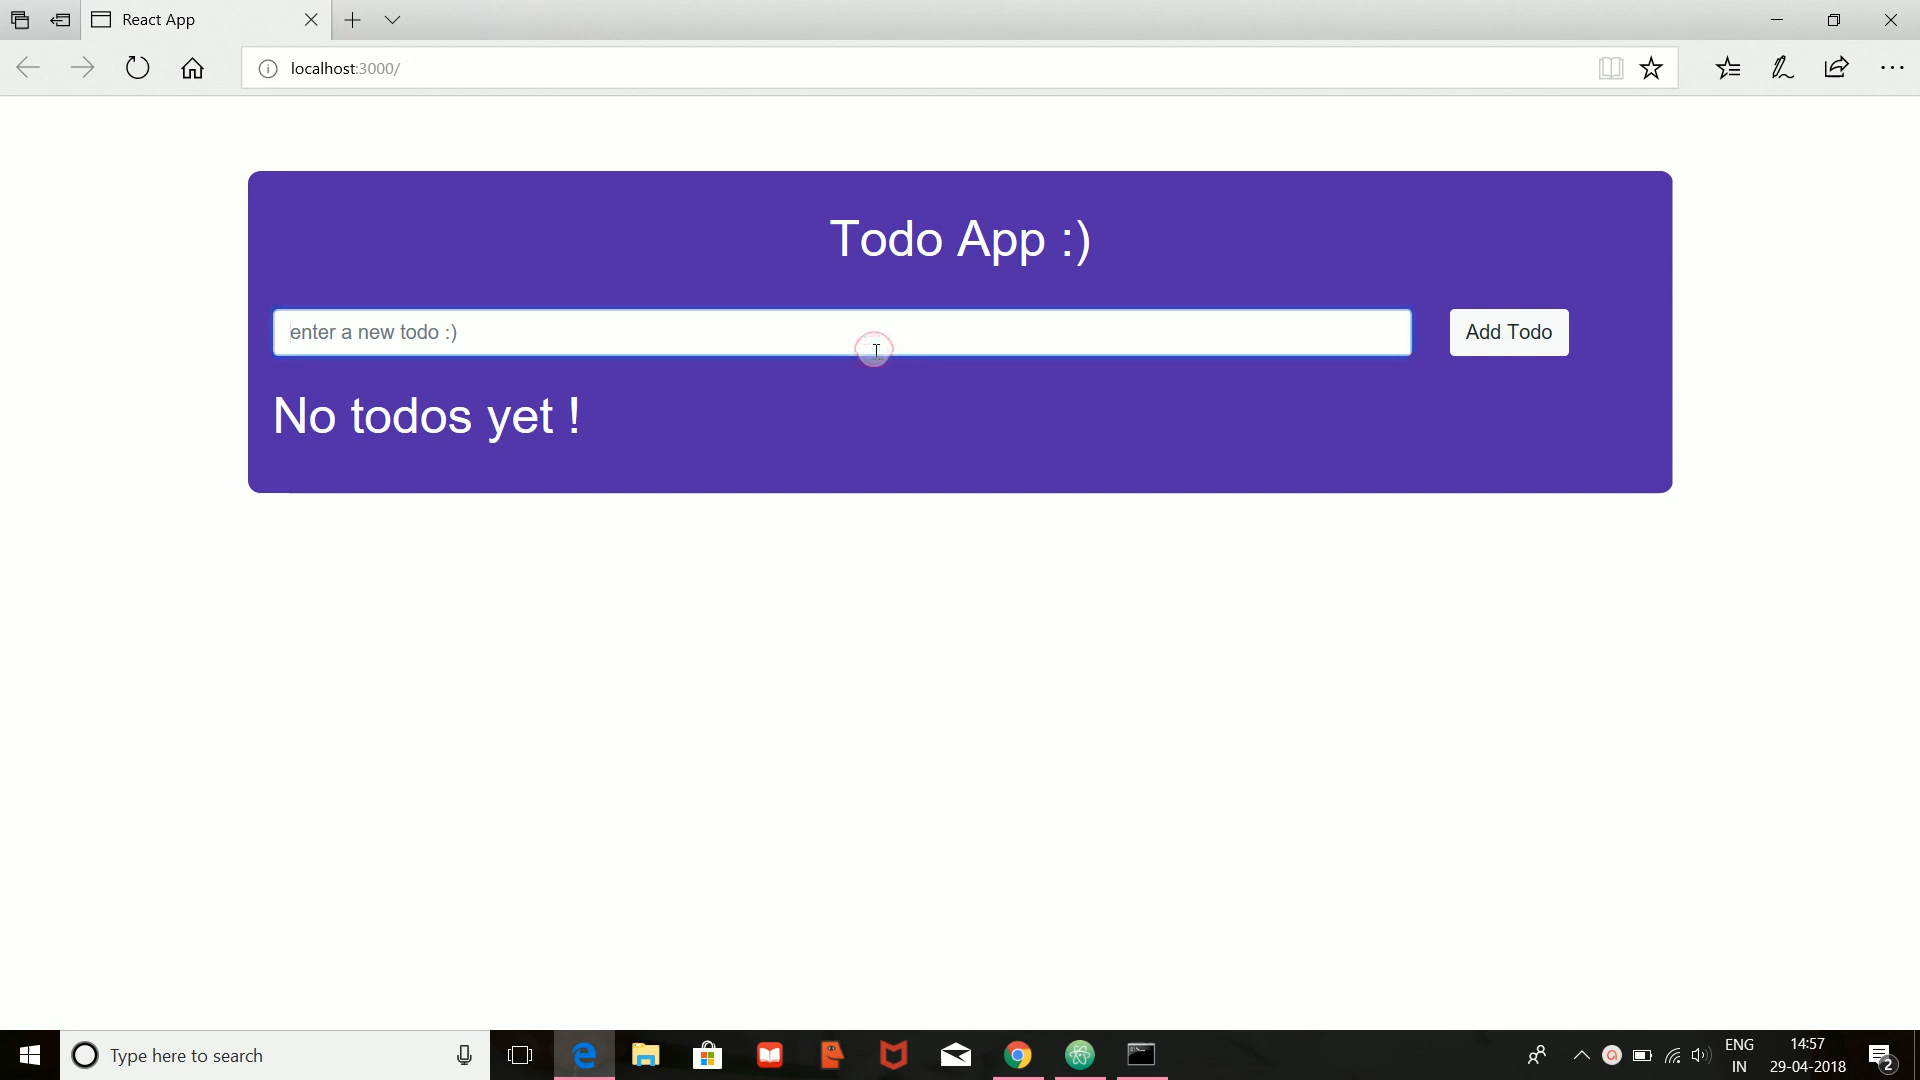 React App
localhost:3000/
Todo App :)
enter a new todo :)
Add Todo
No todos yet !
Type here to search
ENG
IN
14:57
29-04-2018
2